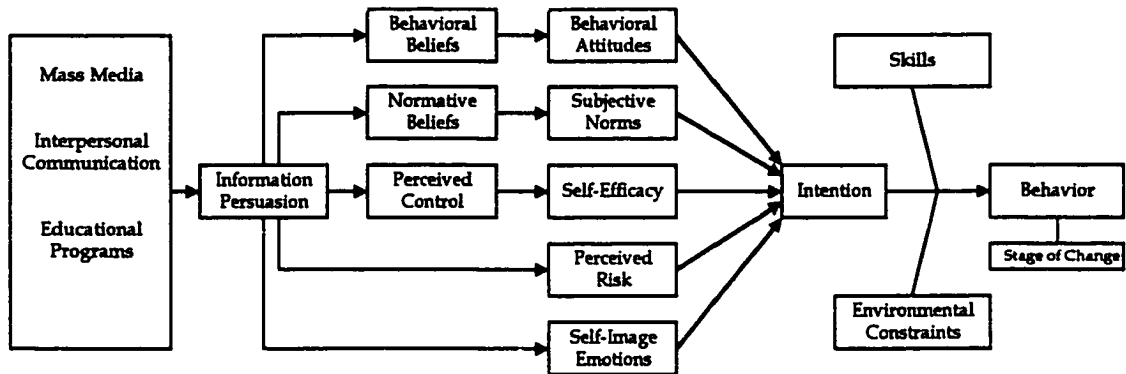 Mass Media
Interpersonal
Communication
Educational
Programs
Information
Persuasion
Behavioral
Beliefs
Behavioral
Attitudes
Normative
Beliefs
Subjective
Norms
Perceived
Control
Self-Efficacy
Perceived
Risk
Self-Image
Emotions
Intention
Skills
Environmental
Constraints
Behavior
Stage of Change